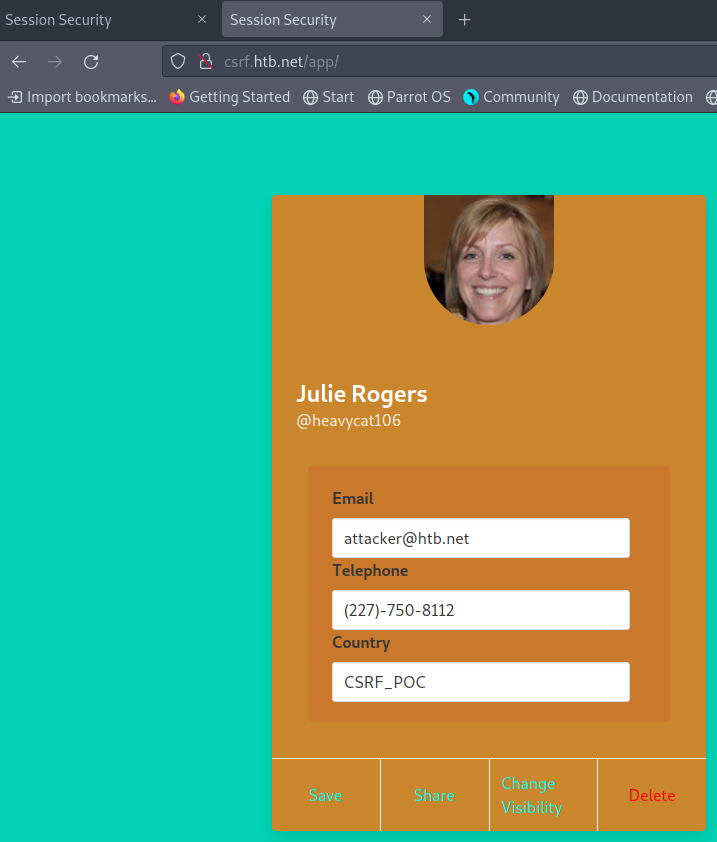 Session Security
Session Security
csrf.htb.net/app/
Import bookmarks...
Getting Started
Start
Parrot OS
Community
Documentation
Julie Rogers
@heavycat106
Email
attacker@htb.net
Telephone
(227)-750-8112
Country
CSRF_POC
Save
Share
Change
Visibility
Delete